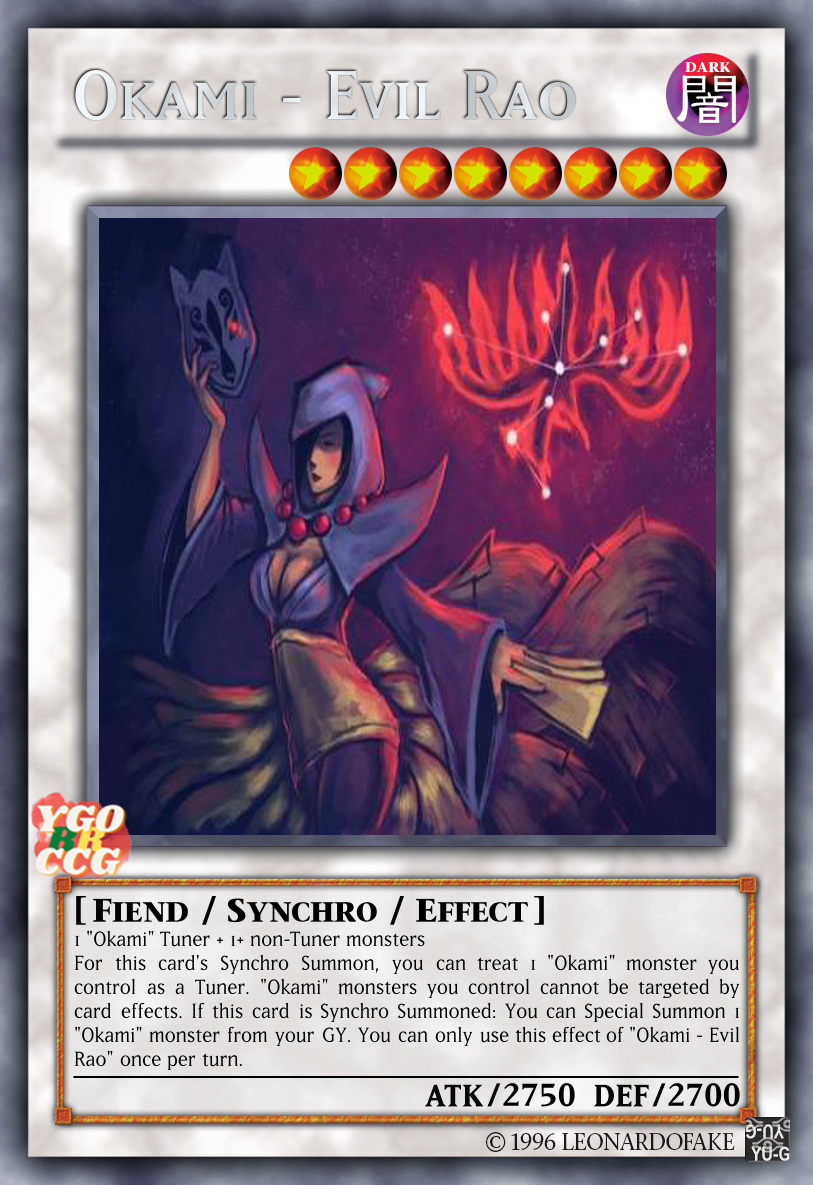 Okami - Evil Rao
DARK
闇
YGO
BR
CCG
[ Fiend / Synchro / Effect ]
1 "Okami" Tuner + 1+ non-Tuner monsters
For this card's Synchro Summon, you can treat 1 "Okami" monster you
control as a Tuner. "Okami" monsters you control cannot be targeted by
card effects. If this card is Synchro Summoned: You can Special Summon 1
"Okami" monster from your GY. You can only use this effect of "Okami - Evil
Rao" once per turn.
ATK/2750 DEF/2700
© 1996 LEONARDOFAKE
YU-G
YU-G